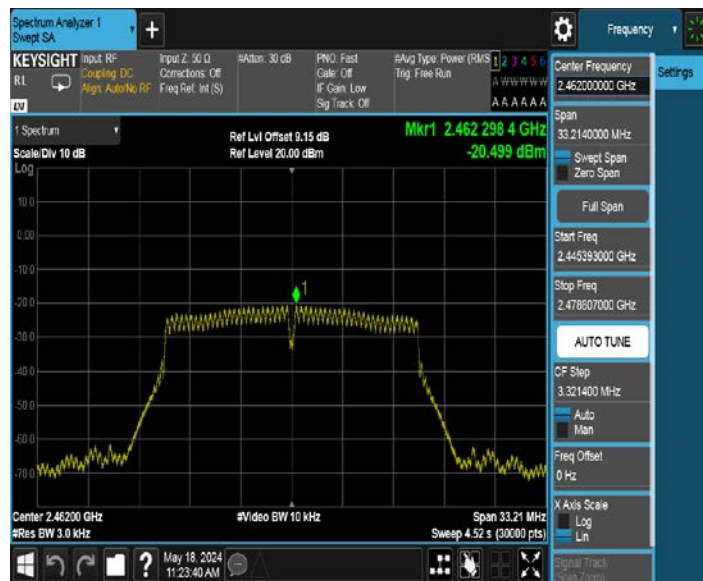 Spectrum Analyzer 1
Swept SA
+
Frequency
KEYSIGHT
RL
Input: RF
Coupling: DC
Align: Auto/No RF
Input Z: 50 Ω
Corrections: Off
Freq Ref: Int (S)
#Atten: 30 dB
PNO: Fast
Gate: Off
IF Gain: Low
Sig Track: Off
#Avg Type: Power (RMS
Trig: Free Run
1 2 3 4 5 6
A W W W W W
A A A A A A
1 Spectrum
Scale/Div 10 dB
Ref Lvl Offset 9.15 dB
Ref Level 20.00 dBm
Mkr1 2.462 298 4 GHz
-20.499 dBm
Log
10.0
0.00
-10.0
-20.0
-30.0
-40.0
-50.0
-60.0
-70.0
1
Center 2.46200 GHz
#Res BW 3.0 kHz
#Video BW 10 kHz
Span 33.21 MHz
Sweep 4.52 s (30000 pts)
May 18, 2024
11:23:40 AM
Center Frequency
2.462000000 GHz
Settings
Span
33.2140000 MHz
Swept Span
Zero Span
Full Span
Start Freq
2.445393000 GHz
Stop Freq
2.478607000 GHz
AUTO TUNE
CF Step
3.321400 MHz
Auto
Man
Freq Offset
0 Hz
X Axis Scale
Log
Lin
Signal Track
(Span Zoom)